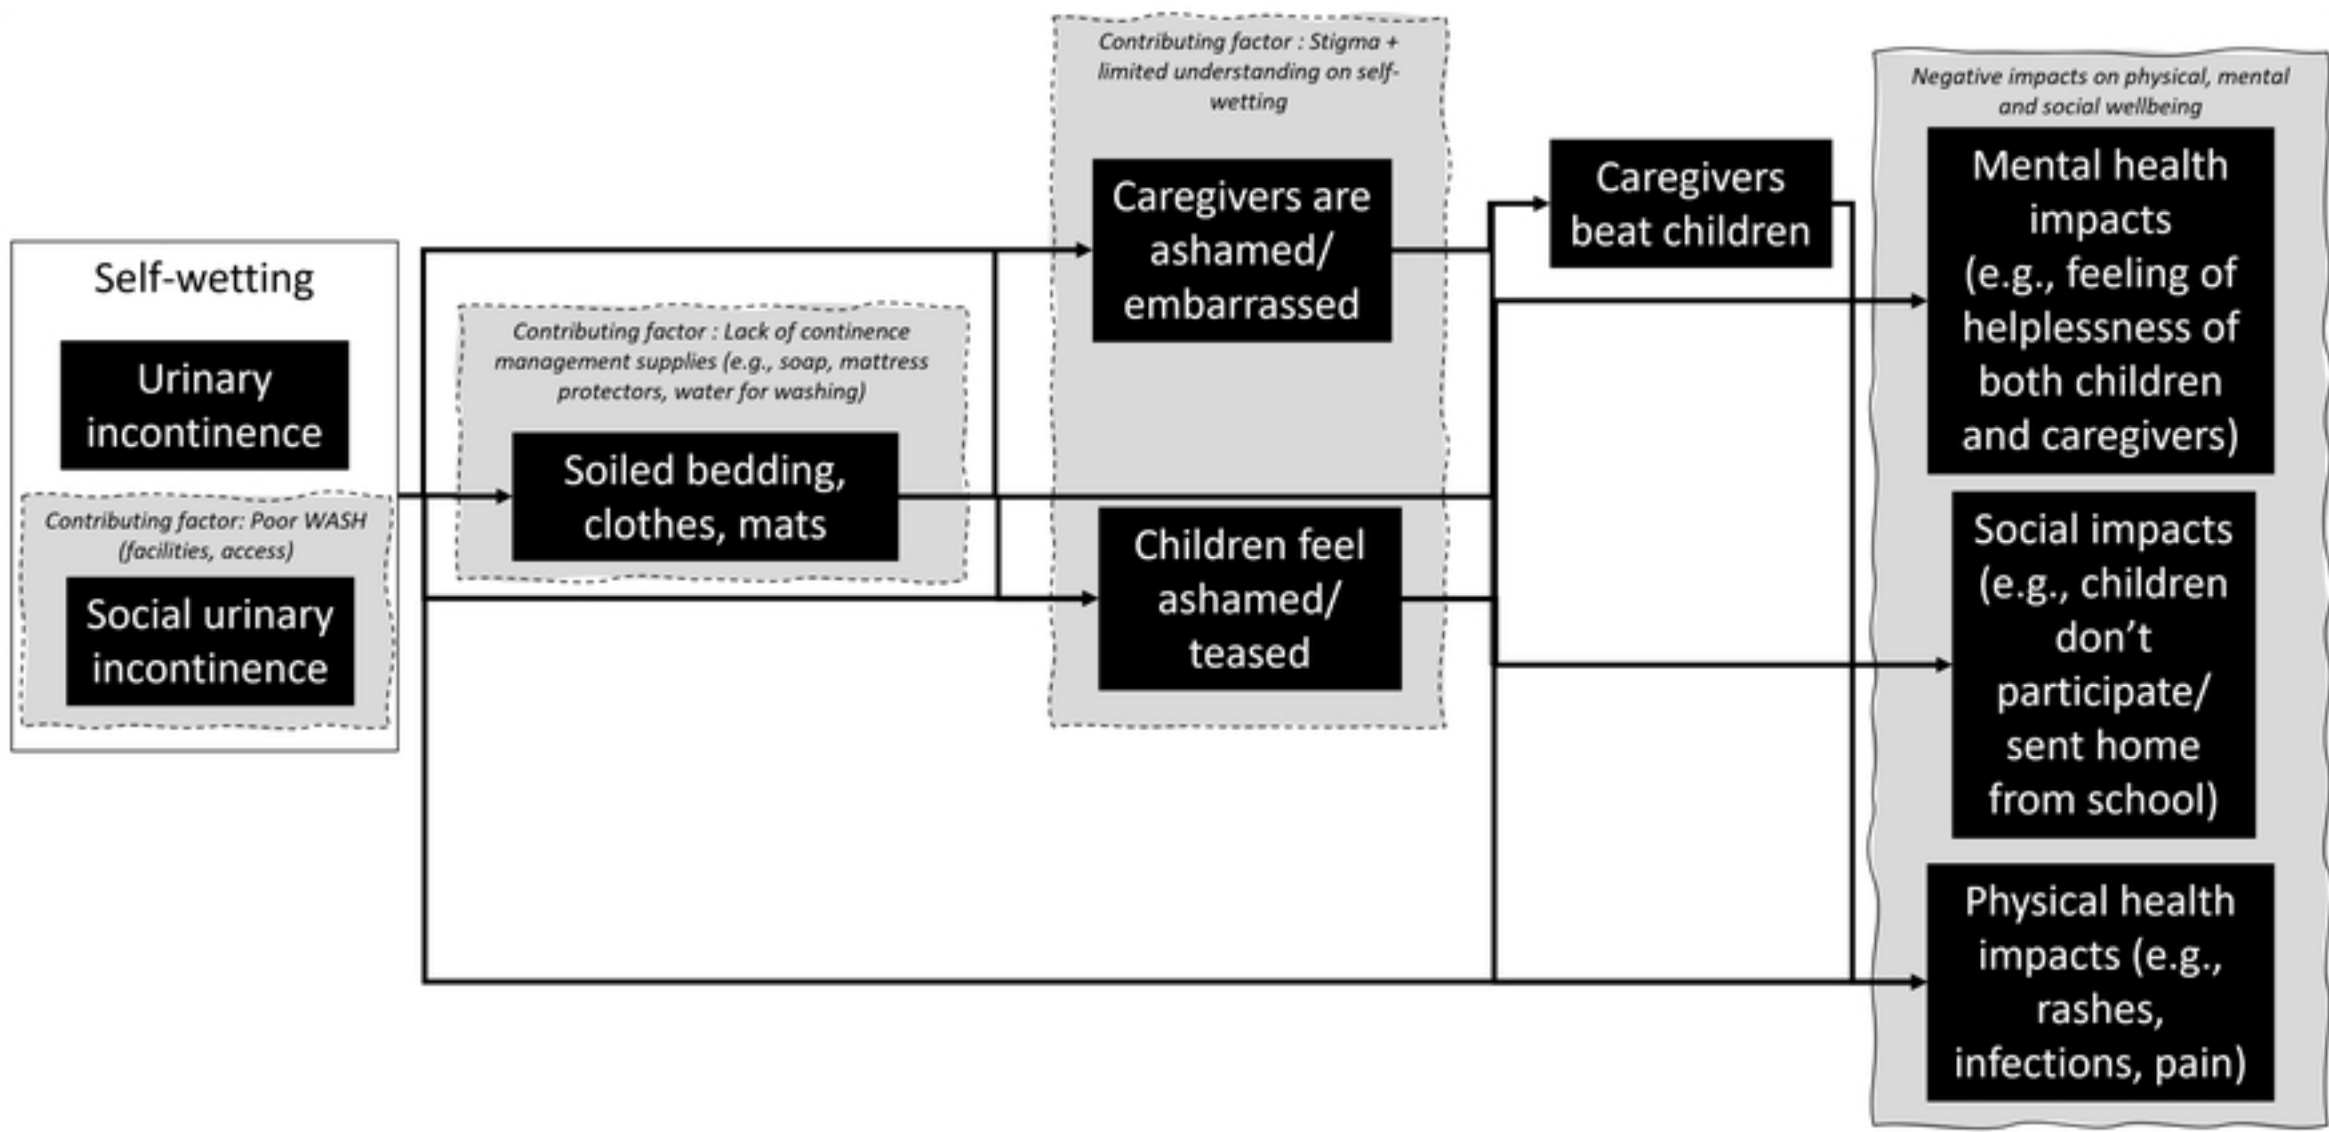 Self-wetting
Urinary
incontinence
Contributing factor: Poor WASH
(facilities, access)
Social urinary
incontinence
Contributing factor : Lack of continence
management supplies (e.g., soap, mattress
protectors, water for washing)
Soiled bedding,
clothes, mats
Contributing factor : Stigma +
limited understanding on self-
wetting
Caregivers are
ashamed/
embarrassed
Children feel
ashamed/
teased
Caregivers
beat children
Negative impacts on physical, mental
and social wellbeing
Mental health
impacts
(e.g., feeling of
helplessness of
both children
and caregivers)
Social impacts
(e.g., children
don’t
participate/
sent home
from school)
Physical health
impacts (e.g.,
rashes,
infections, pain)